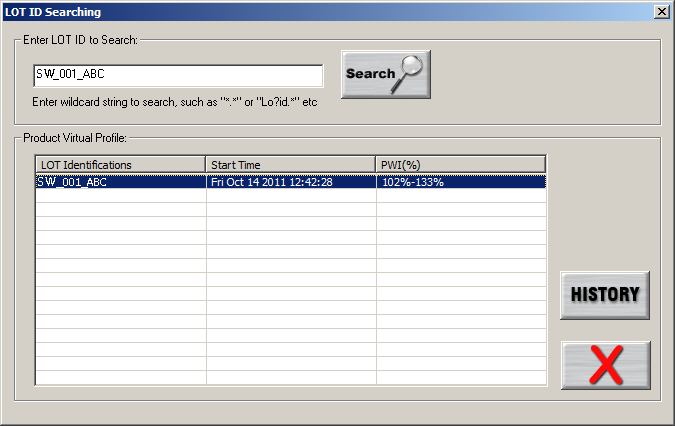 LOT ID Searching
Enter LOT ID to Search:
SW_001_ABC
Search
Enter wildcard string to search, such as "*.*" or "Lo?id.*" etc
Product Virtual Profile:
LOT Identifications Start Time PWI(%)
SW_001_ABC Fri Oct 14 2011 12:42:28 102%-133%
HISTORY